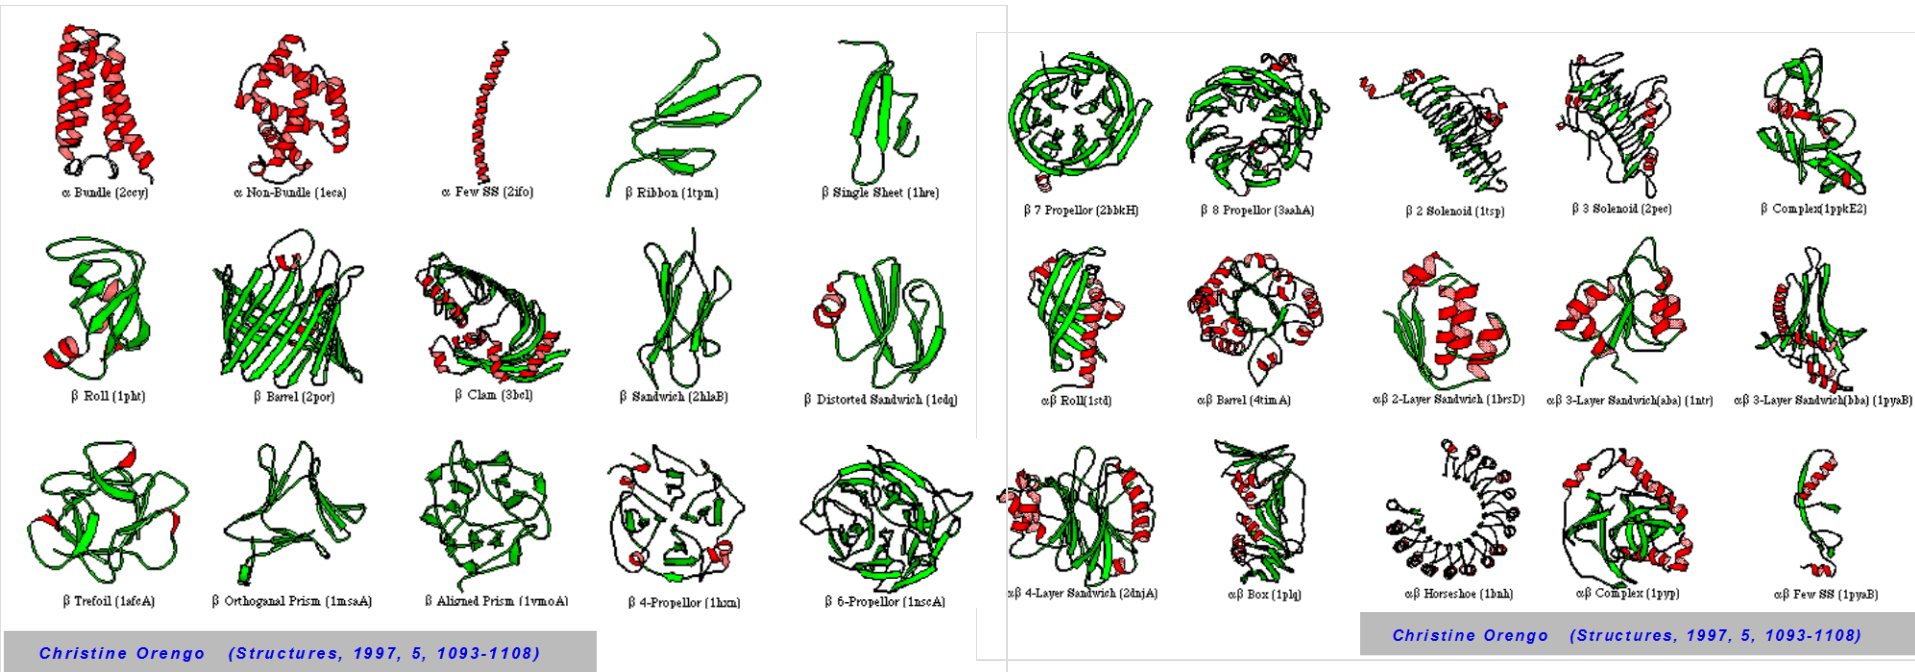 α Bundle (2ccy)
α Non-Bundle (1eca)
α Few SS (2ifo)
β Ribbon (1tpm)
β Single Sheet (1hre)
β Roll (1pht)
β Barrel (2por)
β Clam (3bcl)
β Sandwich (2hlaB)
β Distorted Sandwich (1cdq)
β Trefoil (1afcA)
β Orthoganal Prism (1msaA)
β Aligned Prism (1vmoA)
β 4-Propellor (1hxn)
β 6-Propellor (1nscA)
Christine Orengo (Structures, 1997, 5, 1093-1108)
β 7 Propellor (2bbkH)
β 8 Propellor (3aahA)
β 2 Solenoid (1tsp)
β 3 Solenoid (2pec)
β Complex(1ppkE2)
αβ Roll(1std)
αβ Barrel (4timA)
αβ 2-Layer Sandwich (1brsD)
αβ 3-Layer Sandwich(aba) (1ntr)
αβ 3-Layer Sandwich(bba) (1pyaB)
αβ 4-Layer Sandwich (2dnjA)
αβ Box (1plq)
αβ Horseshoe (1bnh)
αβ Complex (1pyp)
αβ Few SS (1pyaB)
Christine Orengo (Structures, 1997, 5, 1093-1108)